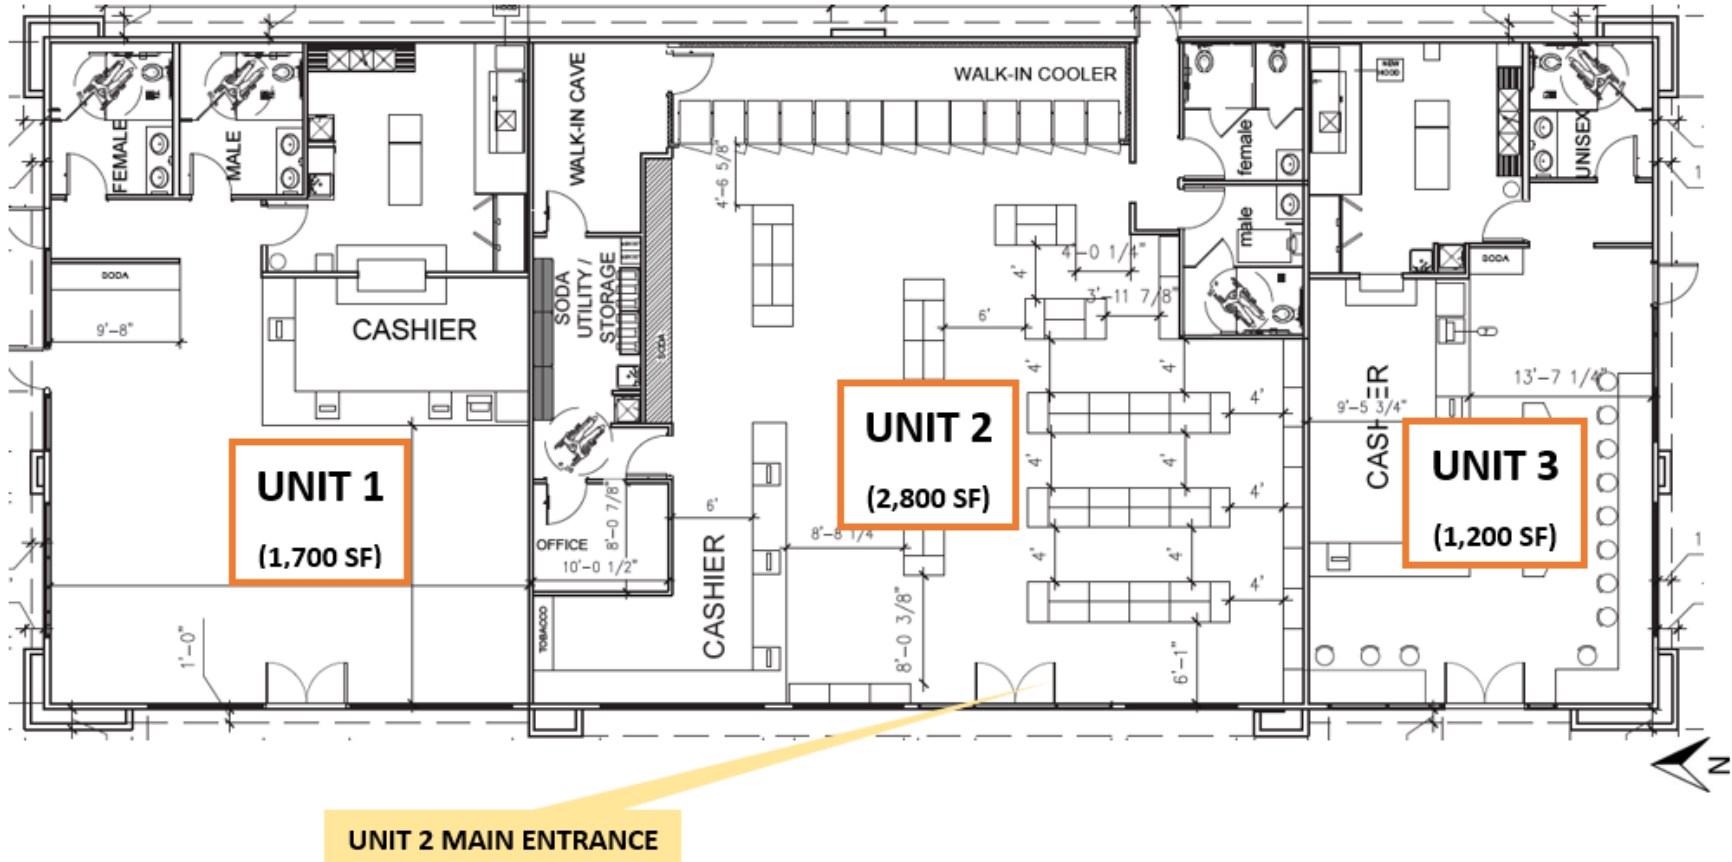 HOOD
WALK-IN COOLER
NEW
HOOD
FEMALE
MALE
WALK-IN CAVE
female
UNISEX
4'-6 5/8"
male
4'-0 1/4"
4'
3'-11 7/8"
SODA
9'-8"
CASHIER
SODA
UTILITY /
STORAGE
SODA
6'
SODA
4'
4'
13'-7 1/4"
9'-5 3/4"
4'
CASHIER
UNIT 1
(1,700 SF)
UNIT 2
(2,800 SF)
UNIT 3
(1,200 SF)
4'
4'
4'
6'
8'-0 7/8"
OFFICE
10'-0 1/2"
8'-8 1/4
4'
4'
4'
CASHIER
TOBACCO
8'-0 3/8"
6'-1"
1'-0"
N
UNIT 2 MAIN ENTRANCE